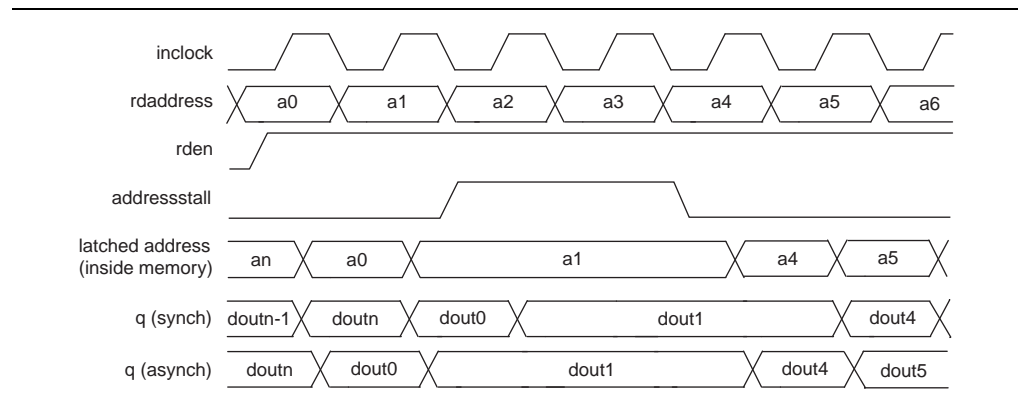 inclock
rdaddress a0 a1 a2 a3 a4 a5 a6
rden
addressstall
latched address
(inside memory) an a0 a1 a4 a5
q (synch) doutn-1 doutn dout0 dout1 dout4
q (asynch) doutn dout0 dout1 dout4 dout5